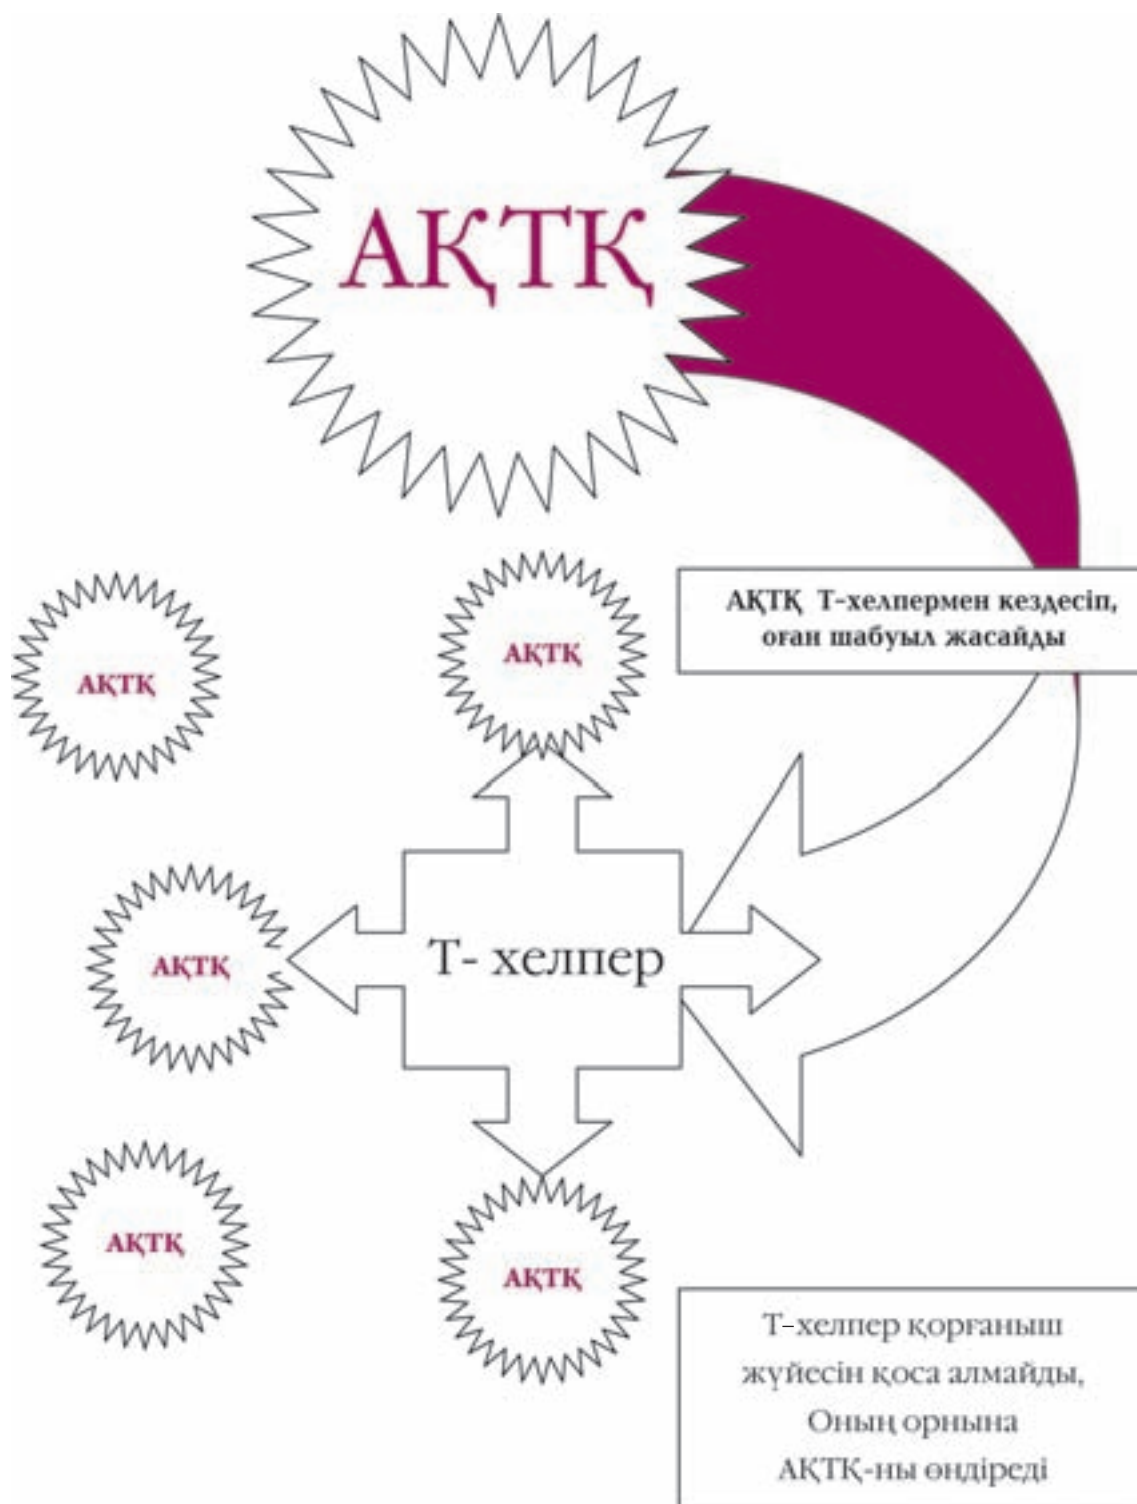 АҚТҚ
АҚТҚ Т-хелпермен кездесіп,
оған шабуыл жасайды
АҚТҚ
АҚТҚ
АҚТҚ
Т- хелпер
АҚТҚ
АҚТҚ
Т-хелпер қорғаныш
жүйесін қоса алмайды,
Оның орнына
АҚТҚ-ны өндіреді